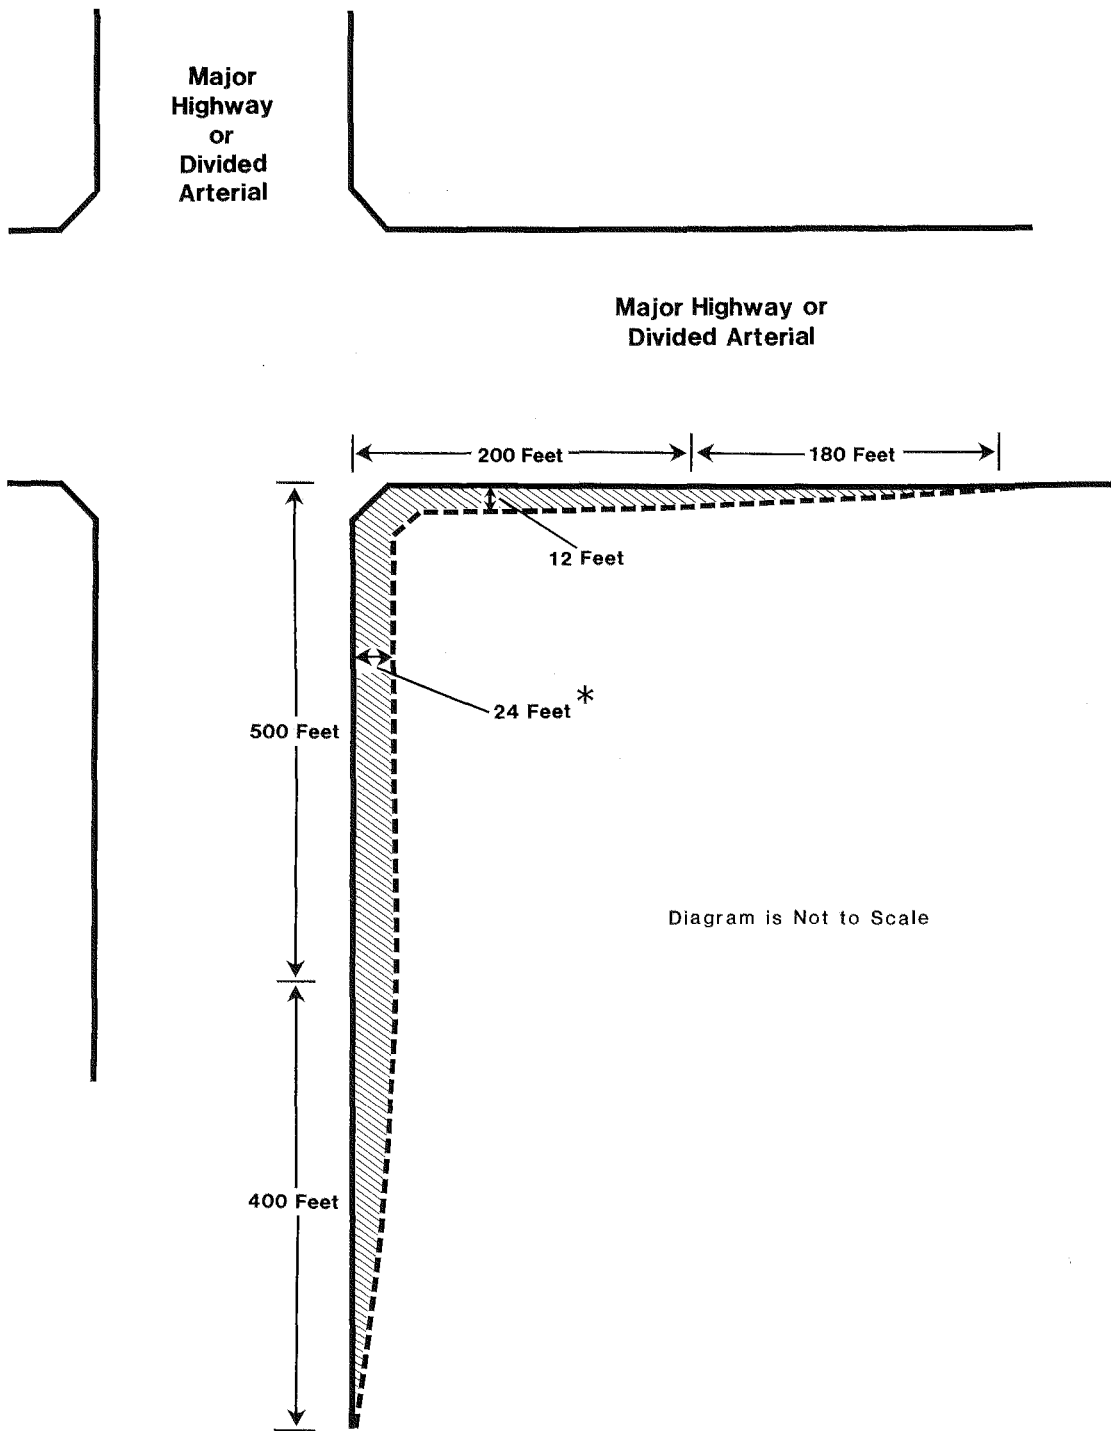 Major
Highway
or
Divided
Arterial
Major Highway or
Divided Arterial
200 Feet
180 Feet
12 Feet
24 Feet *
500 Feet
Diagram is Not to Scale
400 Feet